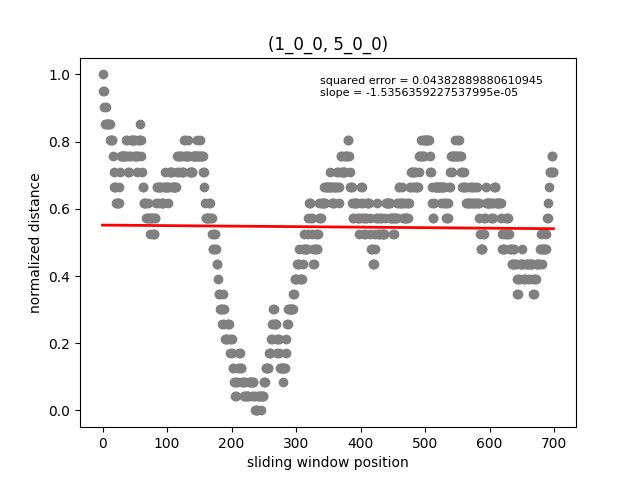 (1_0_0, 5_0_0)
squared error = 0.04382889880610945
slope = -1.5356359227537995e-05
normalized distance
1.0
0.8
0.6
0.4
0.2
0.0
0 100 200 300 400 500 600 700
sliding window position